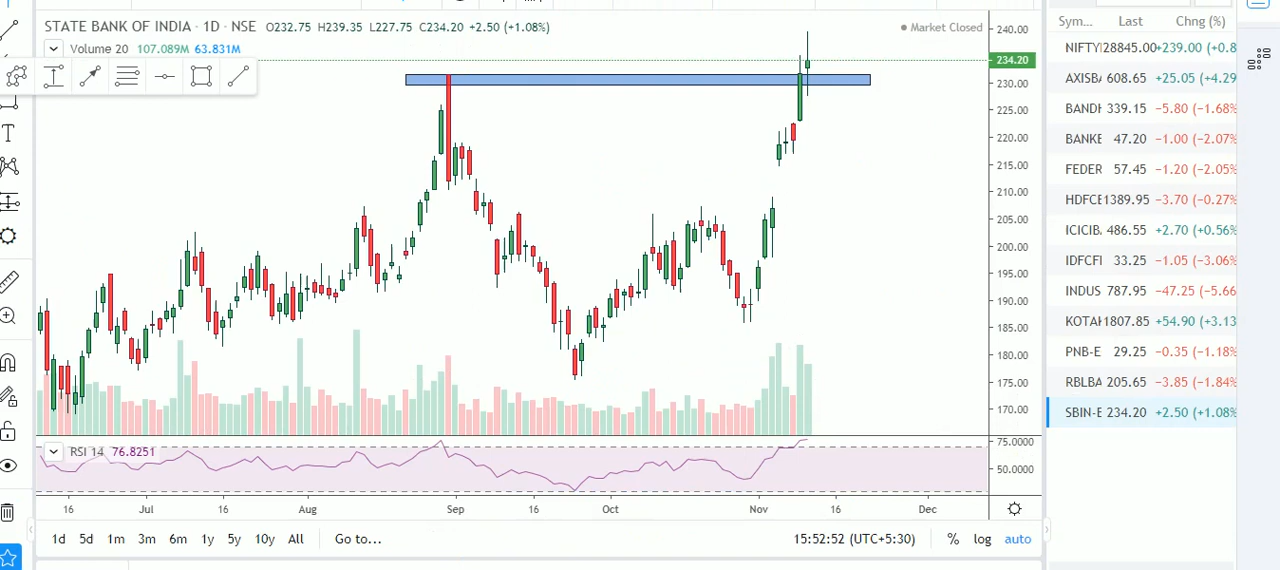 STATE BANK OF INDIA · 1D · NSE O232.75 H239.35 L227.75 C234.20 +2.50 (+1.08%)
Market Closed
Volume 20 107.089M 63.831M
T
240.00
234.20
230.00
225.00
220.00
215.00
210.00
205.00
200.00
195.00
190.00
185.00
180.00
175.00
170.00
RSI 14 76.8251
75.0000
50.0000
16 Jul 16 Aug Sep 16 Oct Nov 16 Dec
1d 5d 1m 3m 6m 1y 5y 10y All Go to... 15:52:52 (UTC+5:30) % log auto
Sym... Last Chng (%)
NIFTY 28845.00 +239.00 (+0.8
AXISBA 608.65 +25.05 (+4.29
BANDH 339.15 −5.80 (−1.68%
BANKE 47.20 −1.00 (−2.07%
FEDER 57.45 −1.20 (−2.05%
HDFCB 1389.95 −3.70 (−0.27%
ICICIB 486.55 +2.70 (+0.56%
IDFCFI 33.25 −1.05 (−3.06%
INDUS 787.95 −47.25 (−5.66
KOTAK 1807.85 +54.90 (+3.13
PNB-E 29.25 −0.35 (−1.18%
RBLBA 205.65 −3.85 (−1.84%
SBIN-E 234.20 +2.50 (+1.08%